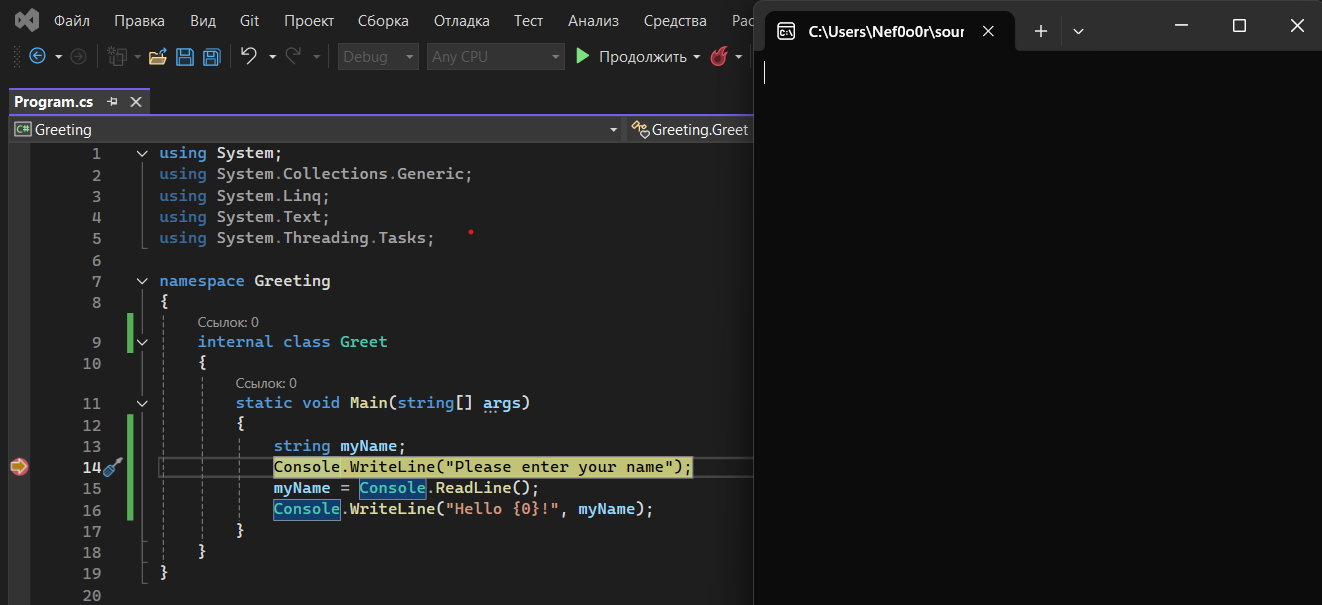 Файл Правка Вид Git Проект Сборка Отладка Тест Анализ Средства Рас
Debug Any CPU Продолжить
Program.cs
Greeting Greeting.Greet
1 using System;
2 using System.Collections.Generic;
3 using System.Linq;
4 using System.Text;
5 using System.Threading.Tasks;
6
7 namespace Greeting
8 {
Ссылок: 0
9 internal class Greet
10 {
Ссылок: 0
11 static void Main(string[] args)
12 {
13 string myName;
14 Console.WriteLine("Please enter your name");
15 myName = Console.ReadLine();
16 Console.WriteLine("Hello {0}!", myName);
17 }
18 }
19 }
20
C:\Users\Nef0o0r\sour